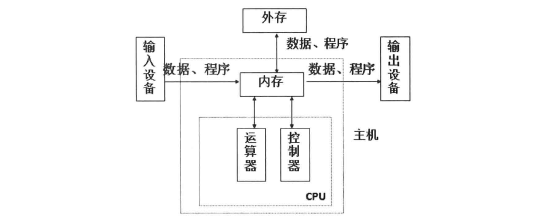 外存
数据、程序
输入设备
数据、程序
内存
数据、程序
输出设备
运算器
控制器
主机
CPU